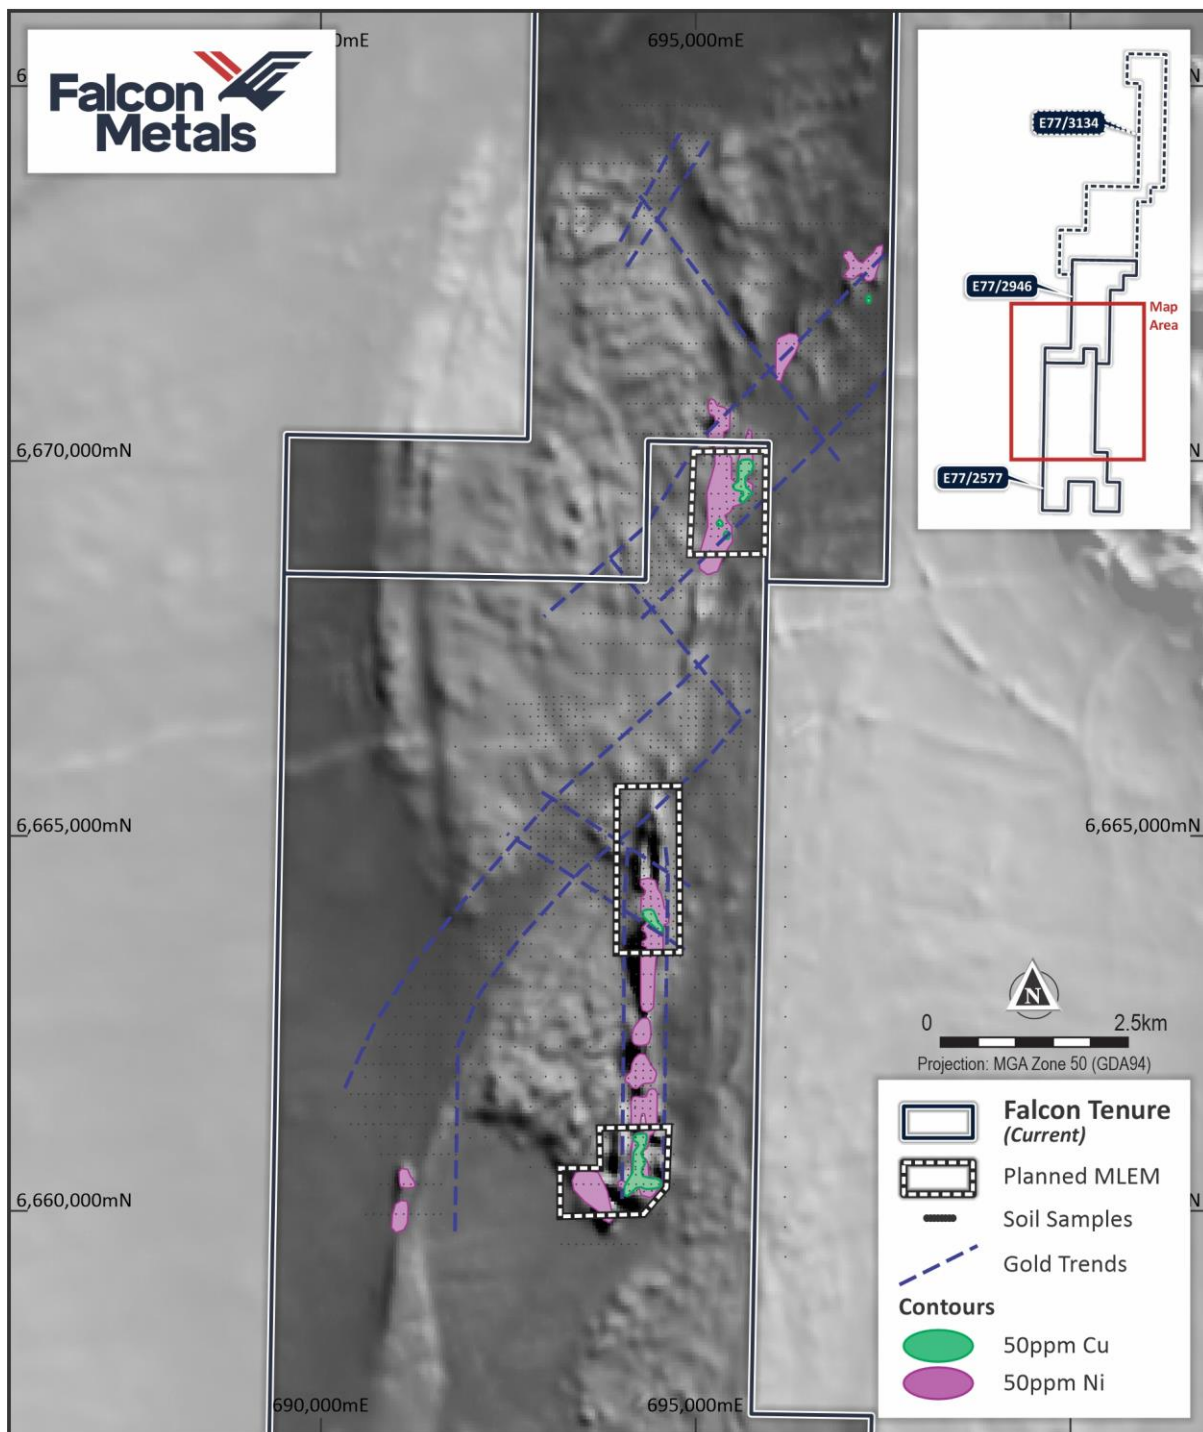 Falcon
Metals
0mE
695,000mE
6
E77/3134
E77/2946
Map
Area
E77/2577
6,670,000mN
6,665,000mN
6,665,000mN
N
0
2.5km
Projection: MGA Zone 50 (GDA94)
Falcon Tenure
(Current)
Planned MLEM
Soil Samples
Gold Trends
Contours
50ppm Cu
50ppm Ni
6,660,000mN
N
690,000mE
695,000mE